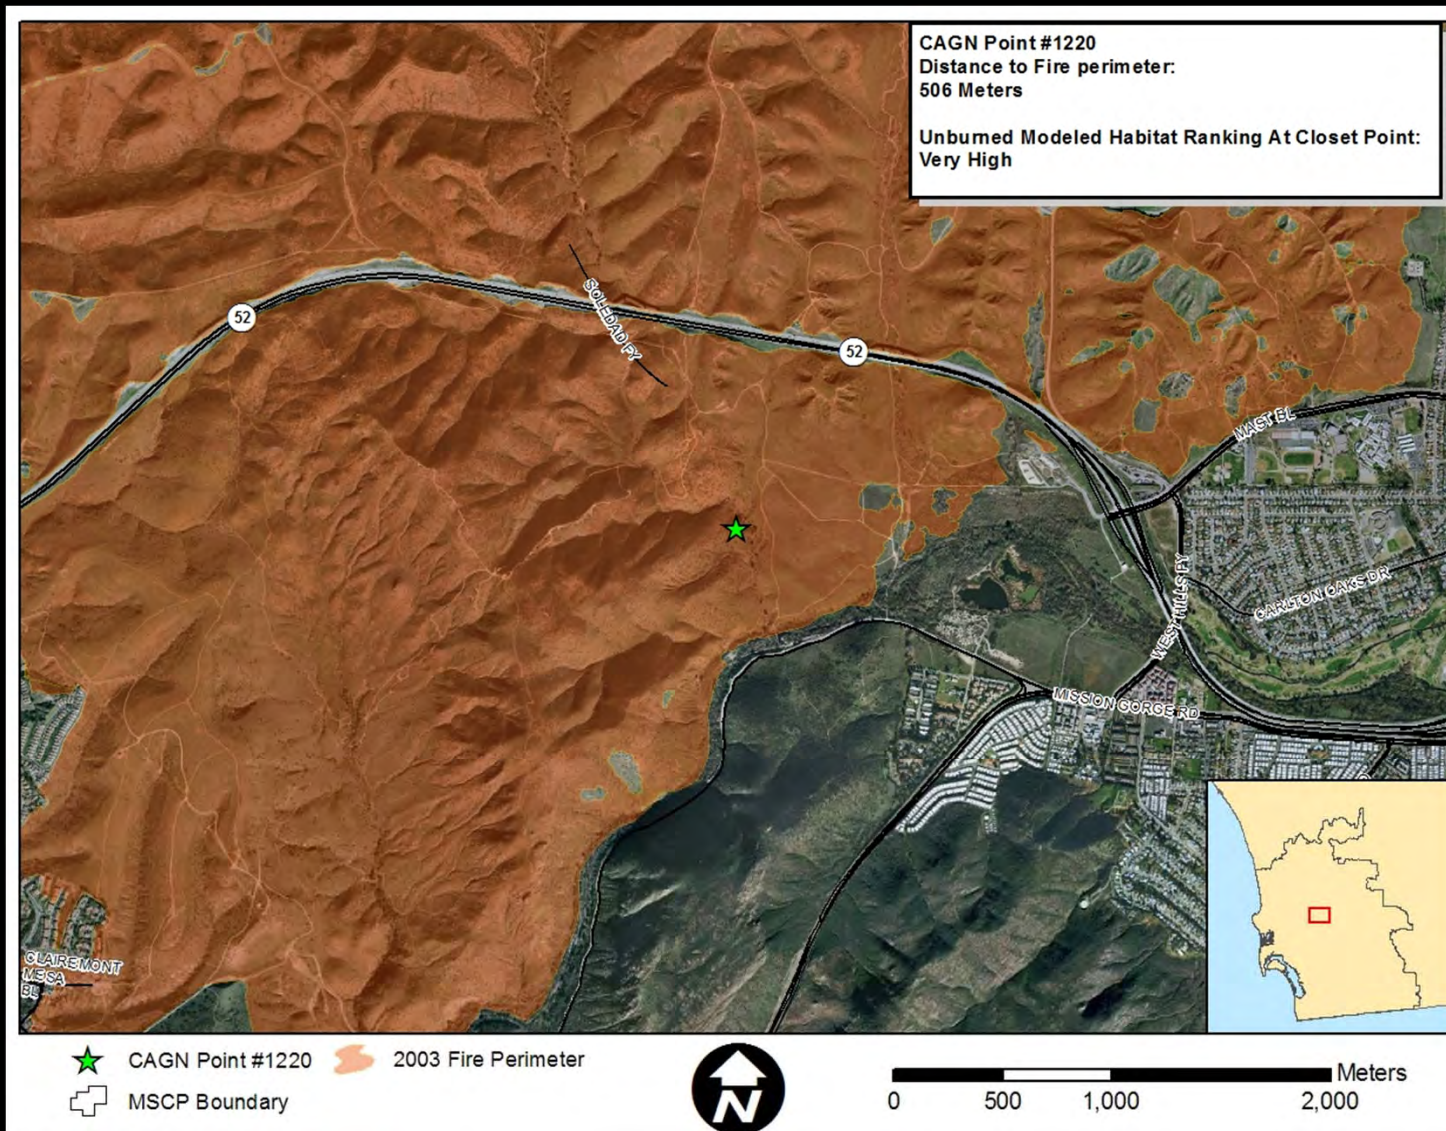 CAGN Point #1220
Distance to Fire perimeter:
506 Meters
Unburned Modeled Habitat Ranking At Closet Point:
Very High
52
SOLEDAD FY
52
MAST BL
WEST HILLS PY
CARLTON OAKS DR
MISSION GORGE RD
CLAIREMONT
MESA
BL
CAGN Point #1220
2003 Fire Perimeter
MSCP Boundary
N
Meters
0 500 1,000 2,000